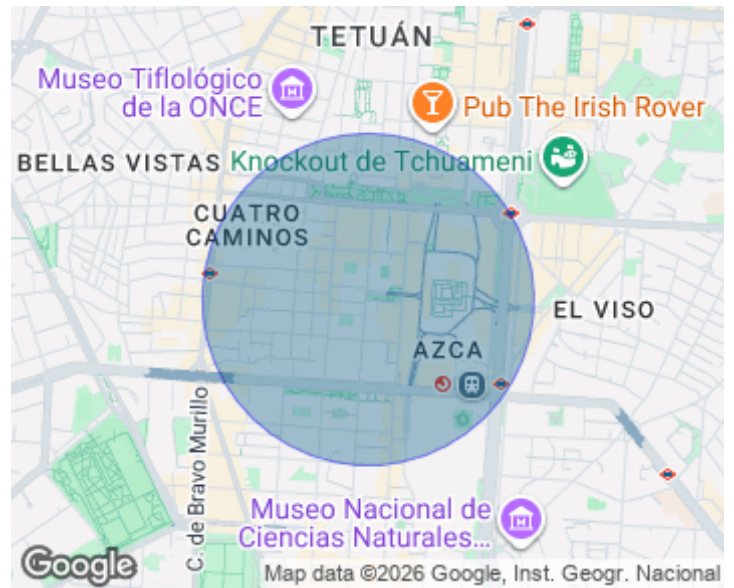 TETUÁN
Museo Tiflológico
de la ONCE
Pub The Irish Rover
BELLAS VISTAS
Knockout de Tchuameni
CUATRO
CAMINOS
EL VISO
AZCA
C. de Bravo Murillo
Museo Nacional de
Ciencias Naturales...
Google
Map data ©2026 Google, Inst. Geogr. Nacional